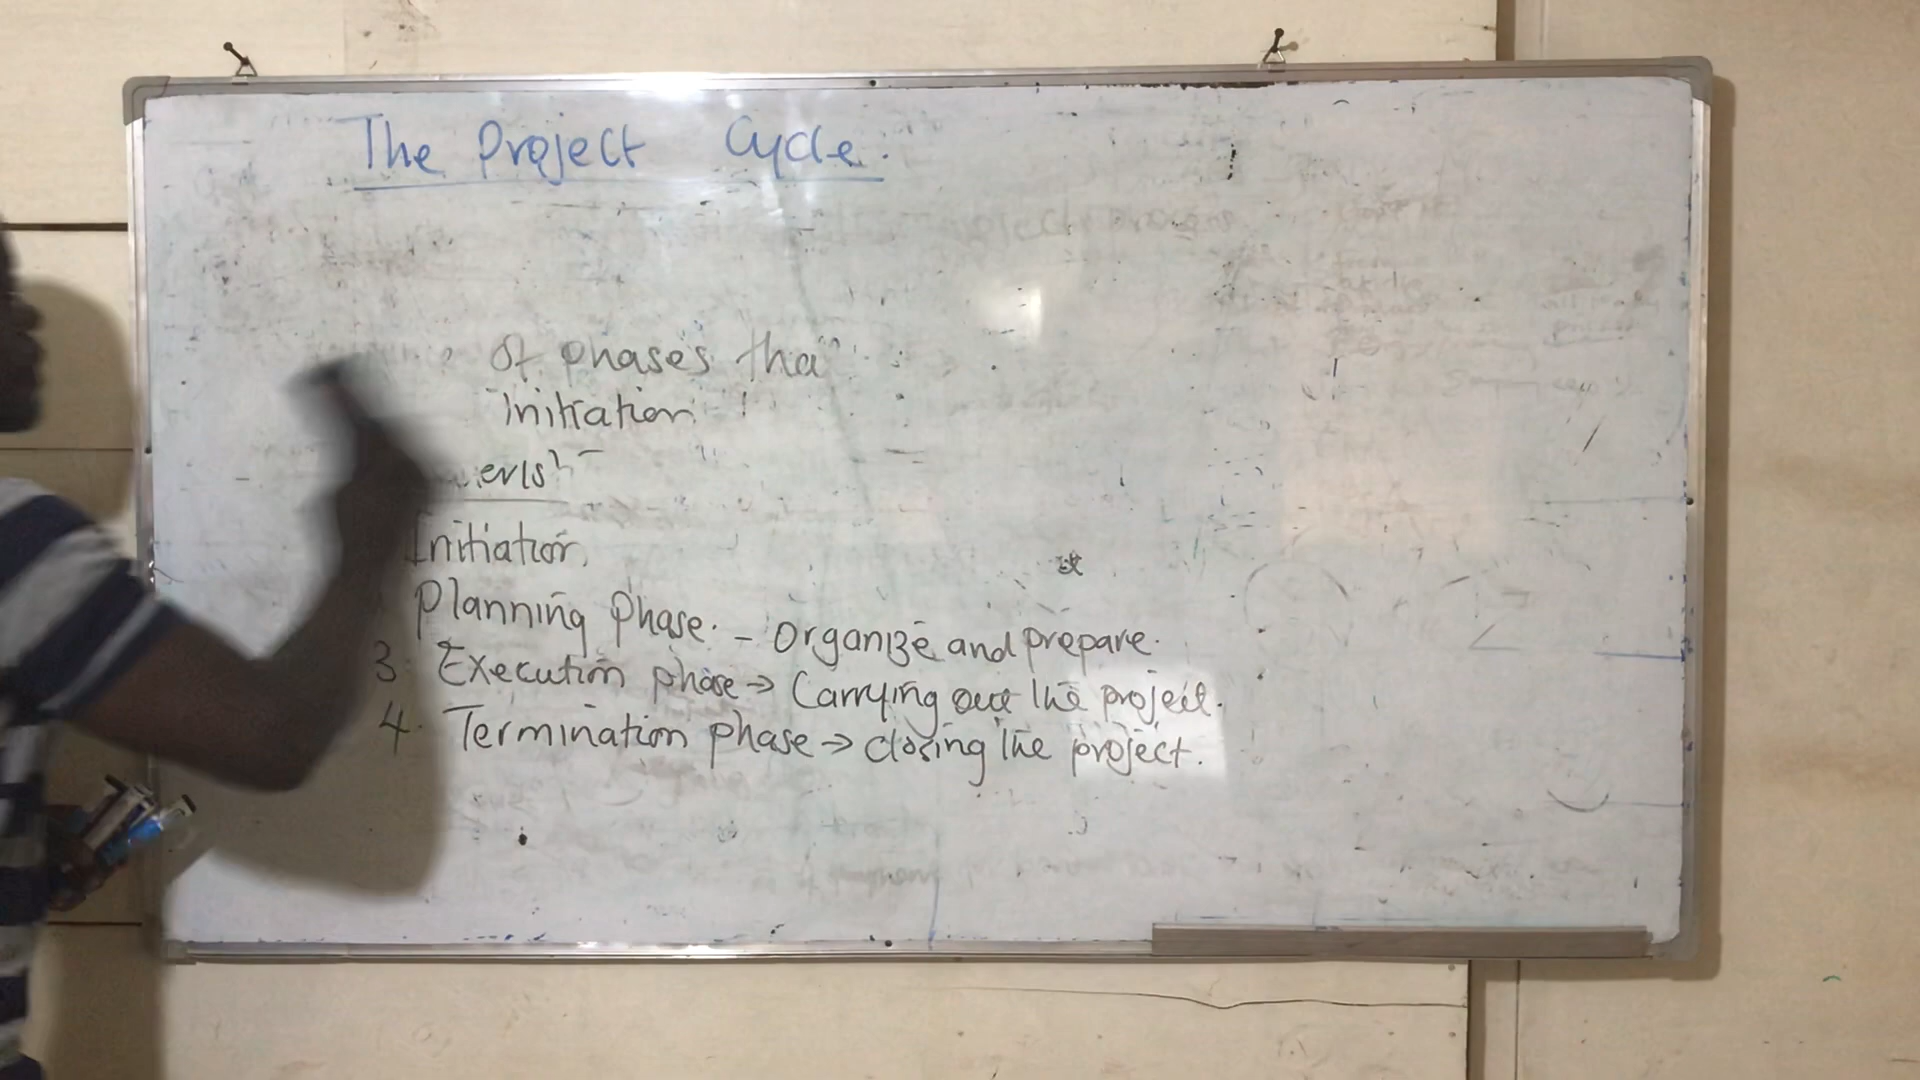 The Project Cycle.
of phases tha
initiation
Initiation
Planning Phase. - Organize and prepare.
3. Execution phase → Carrying out the project.
4. Termination phase → closing the project.